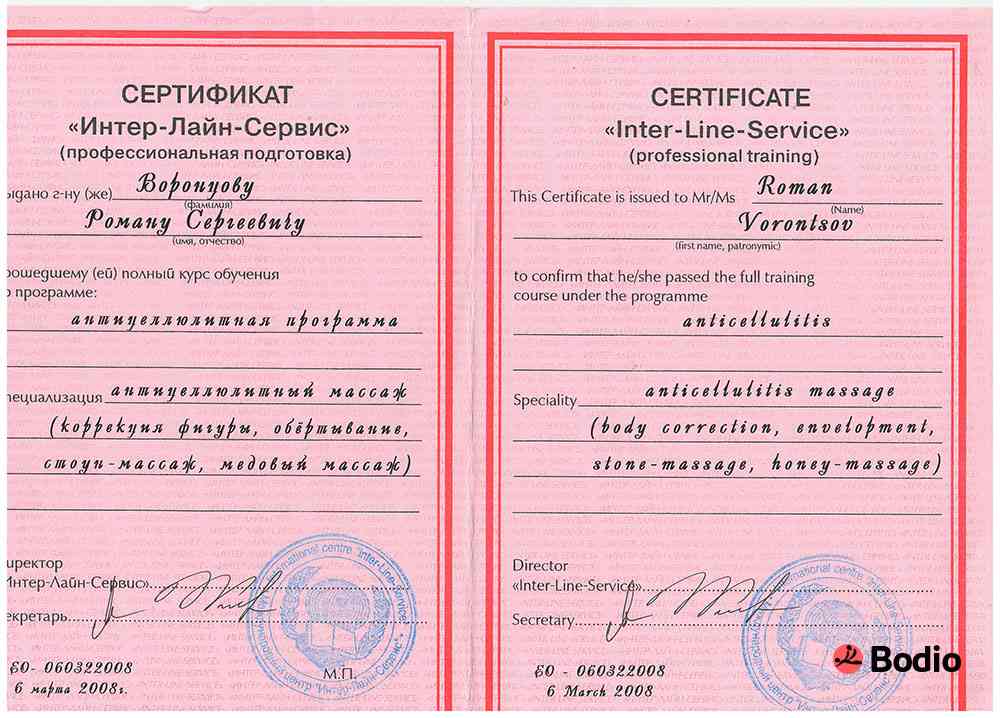 СЕРТИФИКАТ
«Интер-Лайн-Сервис»
(профессиональная подготовка)
ыдано г-ну (же) Воронцову
(фамилия)
Роману Сергеевичу
(имя, отчество)
рошедшему (ей) полный курс обучения
о программе:
антицеллюлитная программа
пециализация антицеллюлитный массаж
(коррекция фигуры, обёртывание,
стоун-массаж, медовый массаж)
иректор
Интер-Лайн-Сервис»
екретарь
М.П.
БО- 060322008
6 марта 2008г.
CERTIFICATE
«Inter-Line-Service»
(professional training)
This Certificate is issued to Mr/Ms Roman
(Name)
Vorontsov
(first name, patronymic)
to confirm that he/she passed the full training
course under the programme
anticellulitis
Speciality anticellulitis massage
(body correction, envelopment,
stone-massage, honey-massage)
Director
«Inter-Line-Service»
Secretary
БО - 060322008
6 March 2008
Bodio